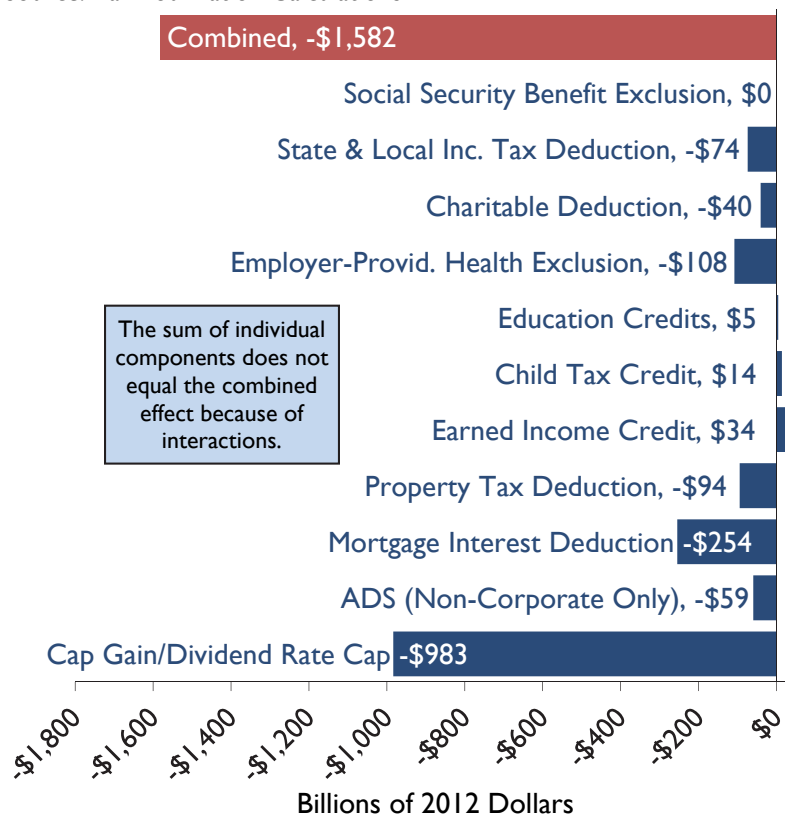 Combined, -$1,582
Social Security Benefit Exclusion, $0
State & Local Inc. Tax Deduction, -$74
Charitable Deduction, -$40
Employer-Provid. Health Exclusion, -$108
Education Credits, $5
The sum of individual
components does not
equal the combined
effect because of
interactions.
Child Tax Credit, $14
Earned Income Credit, $34
Property Tax Deduction, -$94
Mortgage Interest Deduction -$254
ADS (Non-Corporate Only), -$59
Cap Gain/Dividend Rate Cap -$983
-$1,800 -$1,600 -$1,400 -$1,200 -$1,000 -$800 -$600 -$400 -$200 $0
Billions of 2012 Dollars